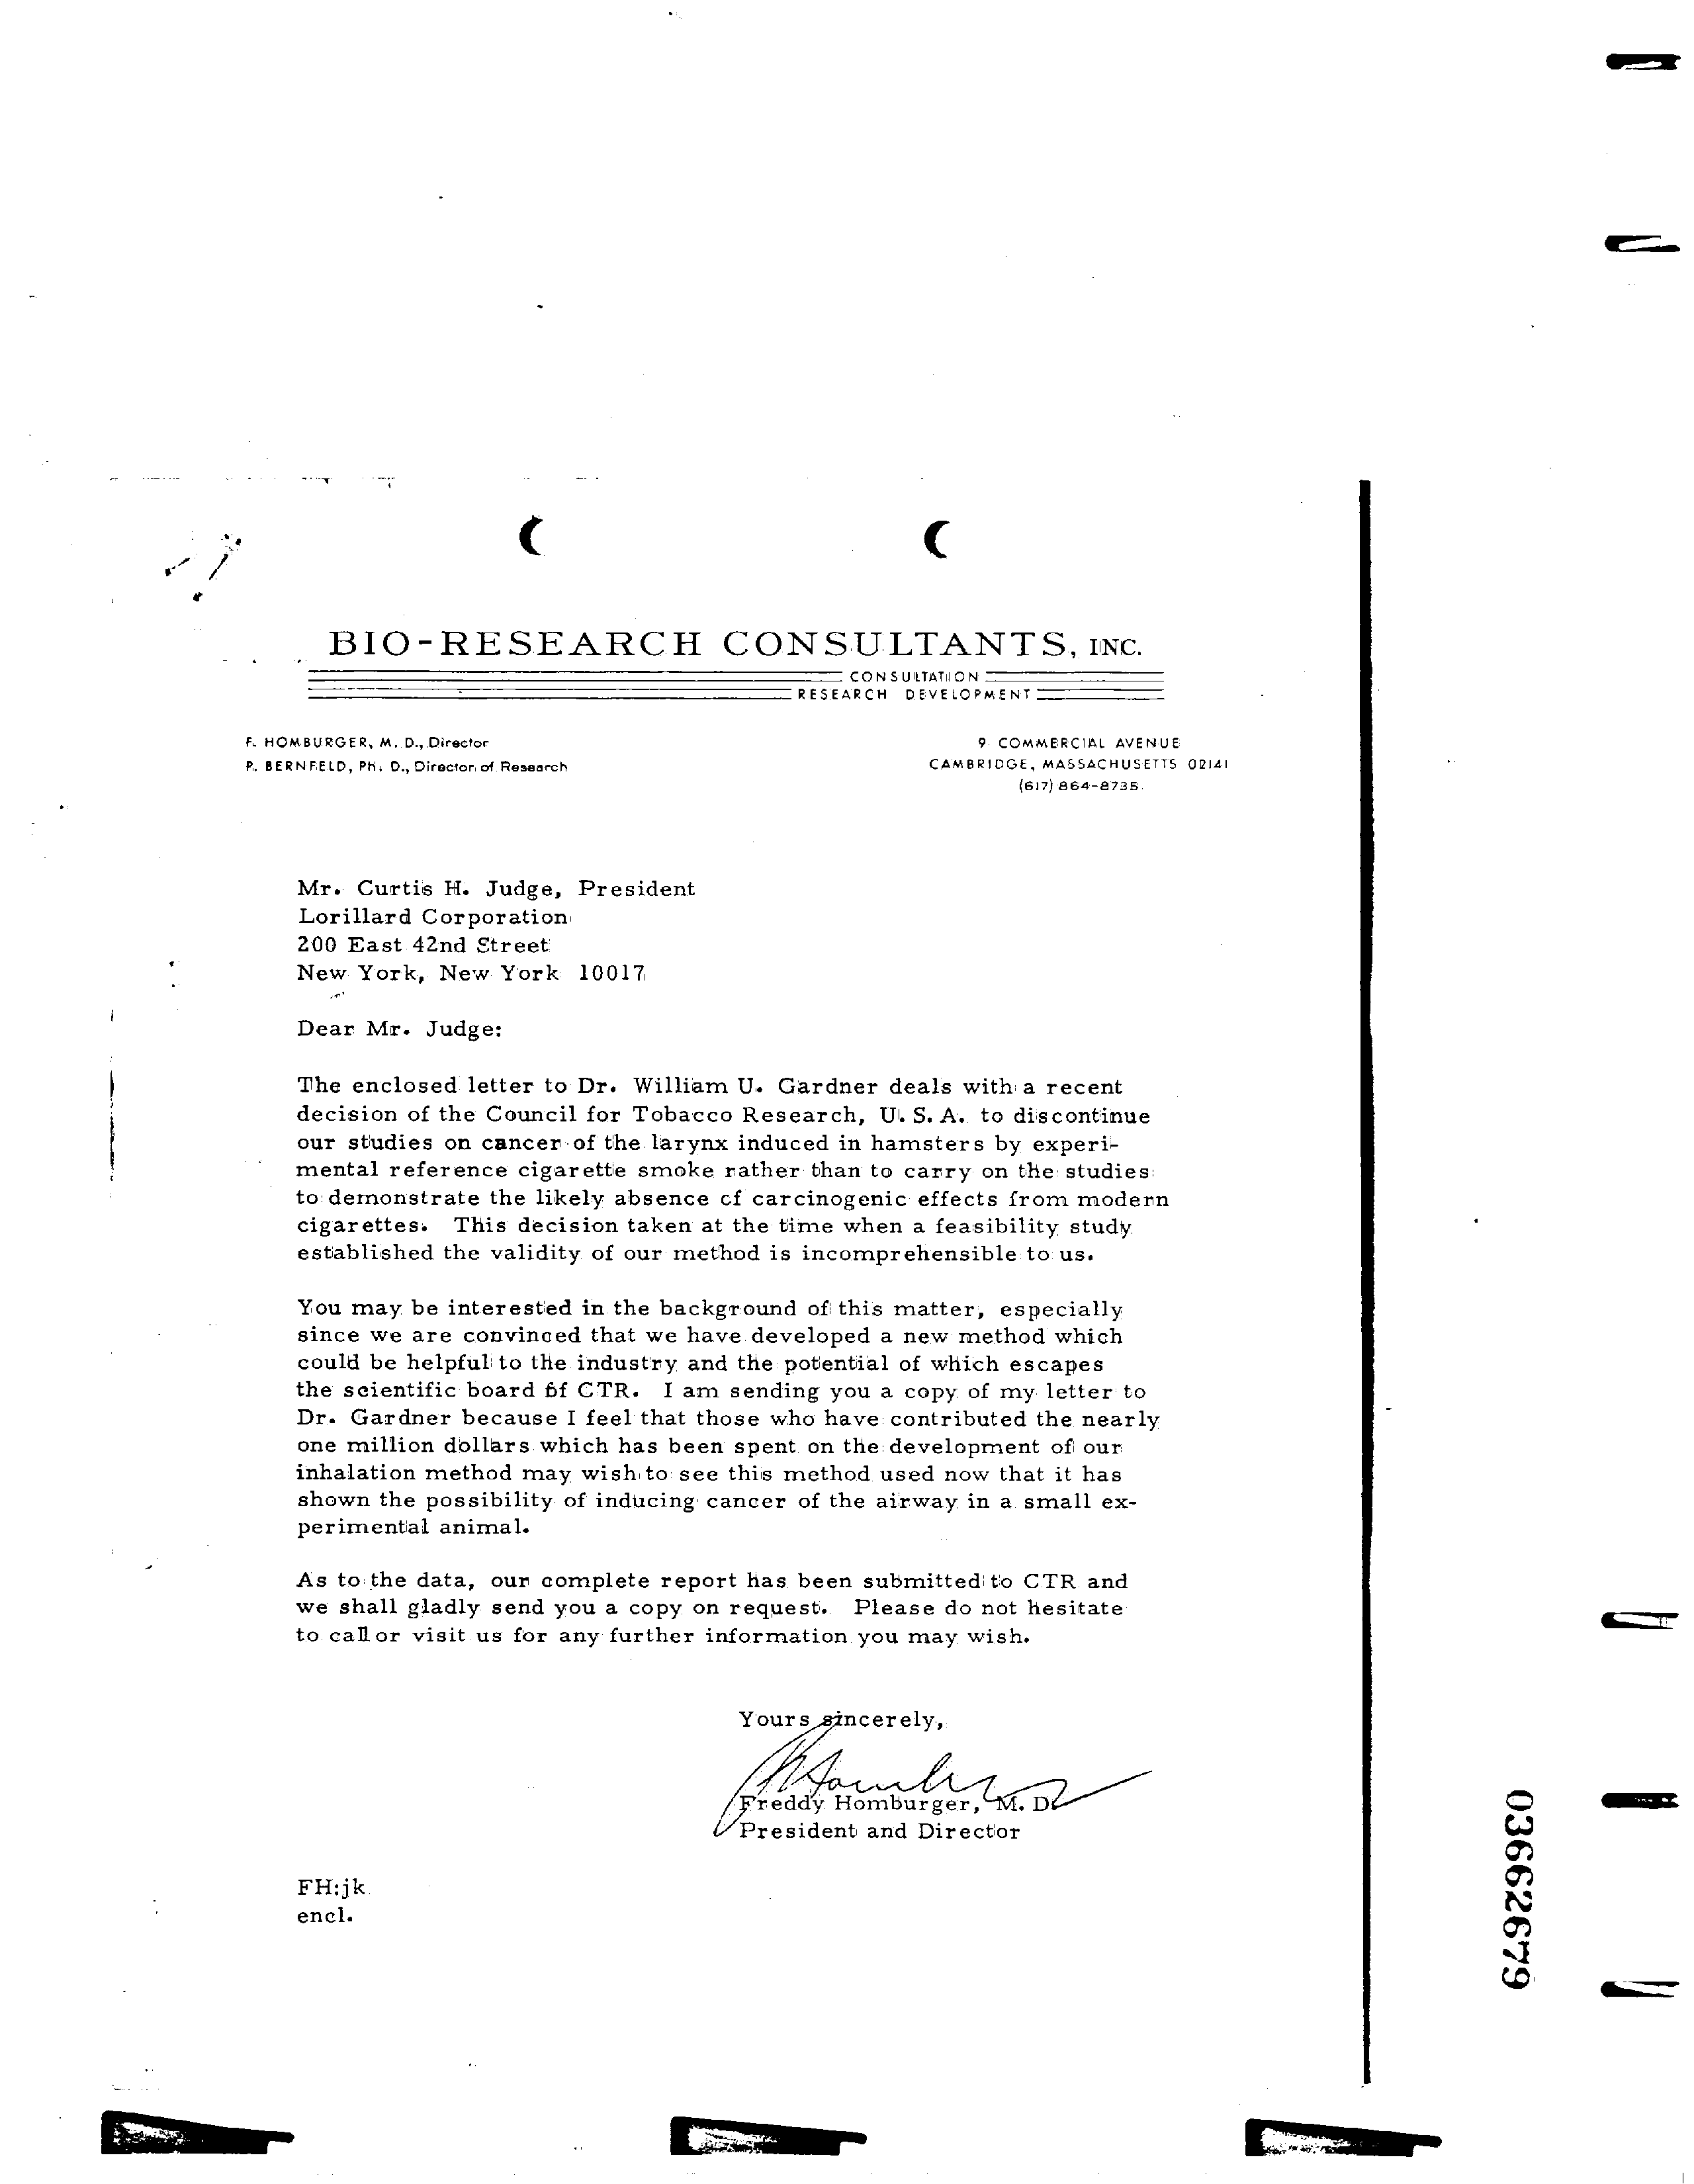 BIO-RESEARCH CONSULTANTS, INC.
CONSULTATION
RESEARCH DEVELOPMENT
F. HOMBURGER, M. D., Director
P. BERNFELD, Ph. D., Director of Research
9 COMMERCIAL AVENUE
CAMBRIDGE, MASSACHUSETTS 02141
(617) 864-8735
Mr. Curtis H. Judge, President
Lorillard Corporation
200 East 42nd Street
New York, New York 10017
Dear Mr. Judge:
The enclosed letter to Dr. William U. Gardner deals with a recent
decision of the Council for Tobacco Research, U. S. A. to discontinue
our studies on cancer of the larynx induced in hamsters by experi-
mental reference cigarette smoke rather than to carry on the studies
to demonstrate the likely absence of carcinogenic effects from modern
cigarettes. This decision taken at the time when a feasibility study
established the validity of our method is incomprehensible to us.
You may be interested in the background of this matter, especially
since we are convinced that we have developed a new method which
could be helpful to the industry and the potential of which escapes
the scientific board of CTR. I am sending you a copy of my letter to
Dr. Gardner because I feel that those who have contributed the nearly
one million dollars which has been spent on the development of our
inhalation method may wish to see this method used now that it has
shown the possibility of inducing cancer of the airway in a small ex-
perimental animal.
As to the data, our complete report has been submitted to CTR and
we shall gladly send you a copy on request. Please do not hesitate
to call or visit us for any further information you may wish.
Yours sincerely,
Freddy Homburger, M. D.
President and Director
FH:jk
encl.
03662679